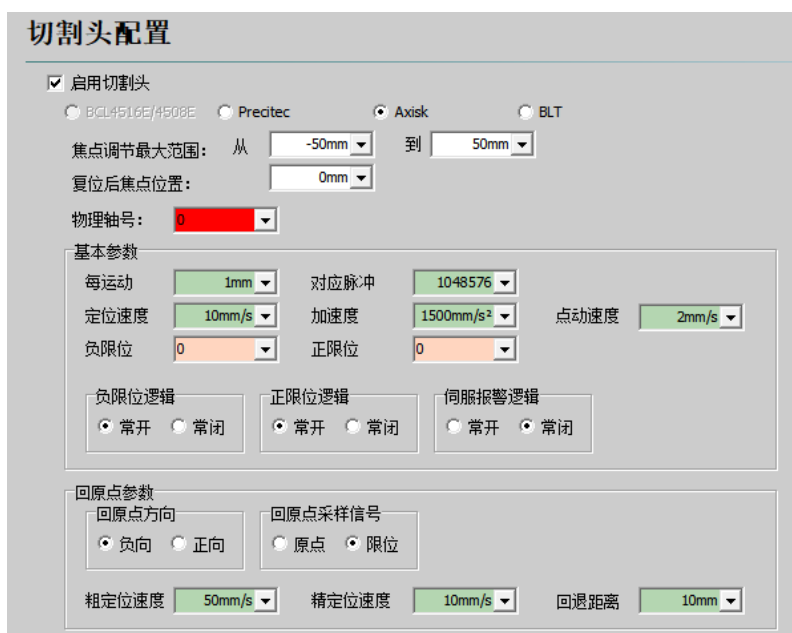 切割头配置
启用切割头
BCL4516E/4508E Precitec Axisk BLT
焦点调节最大范围: 从 -50mm 到 50mm
复位后焦点位置: 0mm
物理轴号: 0
基本参数
每运动 1mm 对应脉冲 1048576
定位速度 10mm/s 加速度 1500mm/s² 点动速度 2mm/s
负限位 0 正限位 0
负限位逻辑 正限位逻辑 伺服报警逻辑
常开 常闭 常开 常闭 常开 常闭
回原点参数
回原点方向 回原点采样信号
负向 正向 原点 限位
粗定位速度 50mm/s 精定位速度 10mm/s 回退距离 10mm